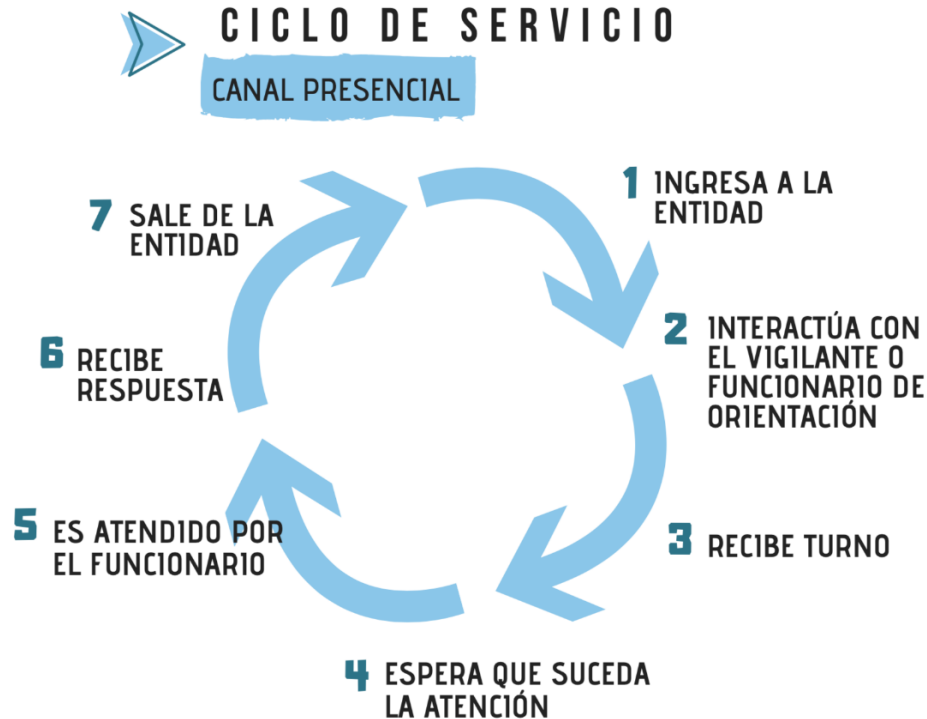 CICLO DE SERVICIO
CANAL PRESENCIAL
1 INGRESA A LA
ENTIDAD
2 INTERACTÚA CON
EL VIGILANTE O
FUNCIONARIO DE
ORIENTACIÓN
3 RECIBE TURNO
4 ESPERA QUE SUCEDA
LA ATENCIÓN
5 ES ATENDIDO POR
EL FUNCIONARIO
6 RECIBE
RESPUESTA
7 SALE DE LA
ENTIDAD